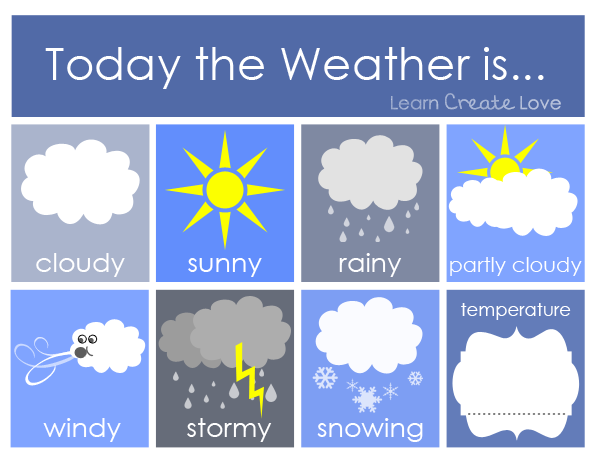 Today the Weather is...
Learn Create Love
cloudy
sunny
rainy
partly cloudy
windy
stormy
snowing
temperature